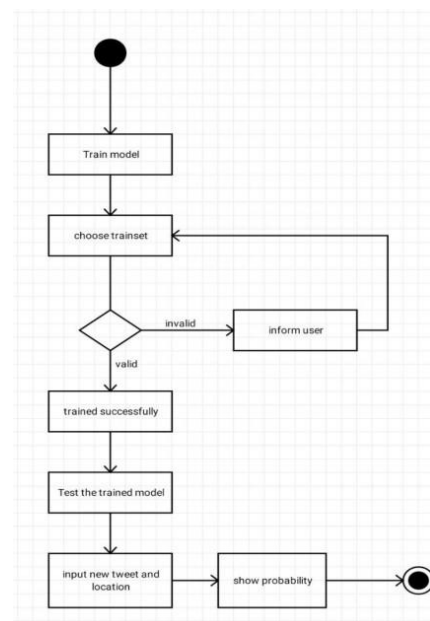 Train model
choose trainset
invalid
inform user
valid
trained successfully
Test the trained model
input new tweet and
location
show probability